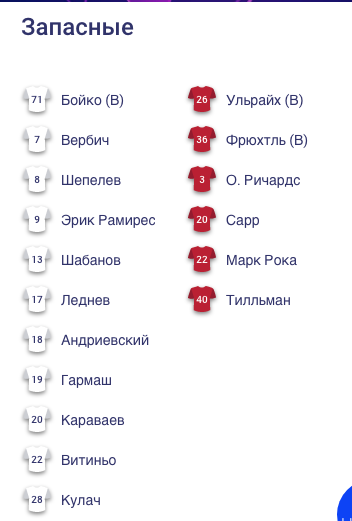 Запасные
71 Бойко (В) 26 Ульрайх (В)
7 Вербич 36 Фрюхтль (В)
8 Шепелев 3 О. Ричардс
9 Эрик Рамирес 20 Сарр
13 Шабанов 22 Марк Рока
17 Леднев 40 Тиллман
18 Андриевский
19 Гармаш
20 Караваев
22 Витиньо
28 Кулач